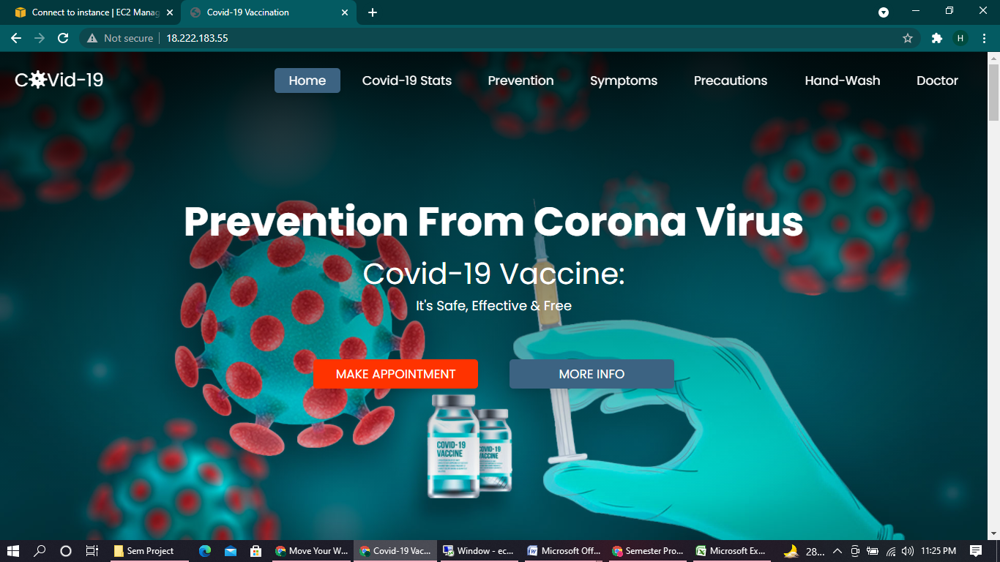 Connect to instance | EC2 Manag
Covid-19 Vaccination
Not secure
18.222.183.55
H
C Vid-19
Home
Covid-19 Stats
Prevention
Symptoms
Precautions
Hand-Wash
Doctor
Prevention From Corona Virus
Covid-19 Vaccine:
It's Safe, Effective & Free
MAKE APPOINTMENT
MORE INFO
COVID-19
VACCINE
COVID-19
VACCINE
Sem Project
Move Your W...
Covid-19 Vac...
Window - ec...
Microsoft Off...
Semester Pro...
Microsoft Ex...
28...
11:25 PM